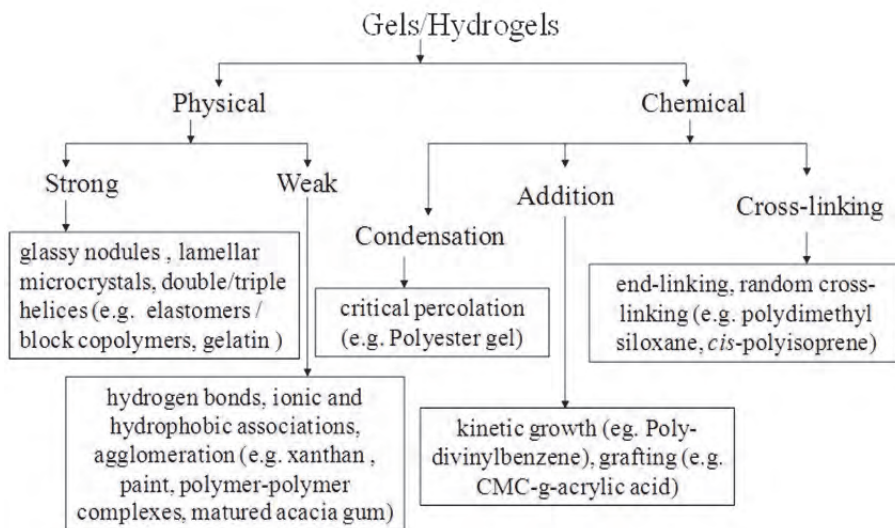 Gels/Hydrogels
Physical
Chemical
Strong
Weak
Condensation
Addition
Cross-linking
glassy nodules , lamellar
microcrystals, double/triple
helices (e.g. elastomers /
block copolymers, gelatin )
hydrogen bonds, ionic and
hydrophobic associations,
agglomeration (e.g. xanthan ,
paint, polymer-polymer
complexes, matured acacia gum)
critical percolation
(e.g. Polyester gel)
kinetic growth (eg. Poly-
divinylbenzene), grafting (e.g.
CMC-g-acrylic acid)
end-linking, random cross-
linking (e.g. polydimethyl
siloxane, cis-polyisoprene)